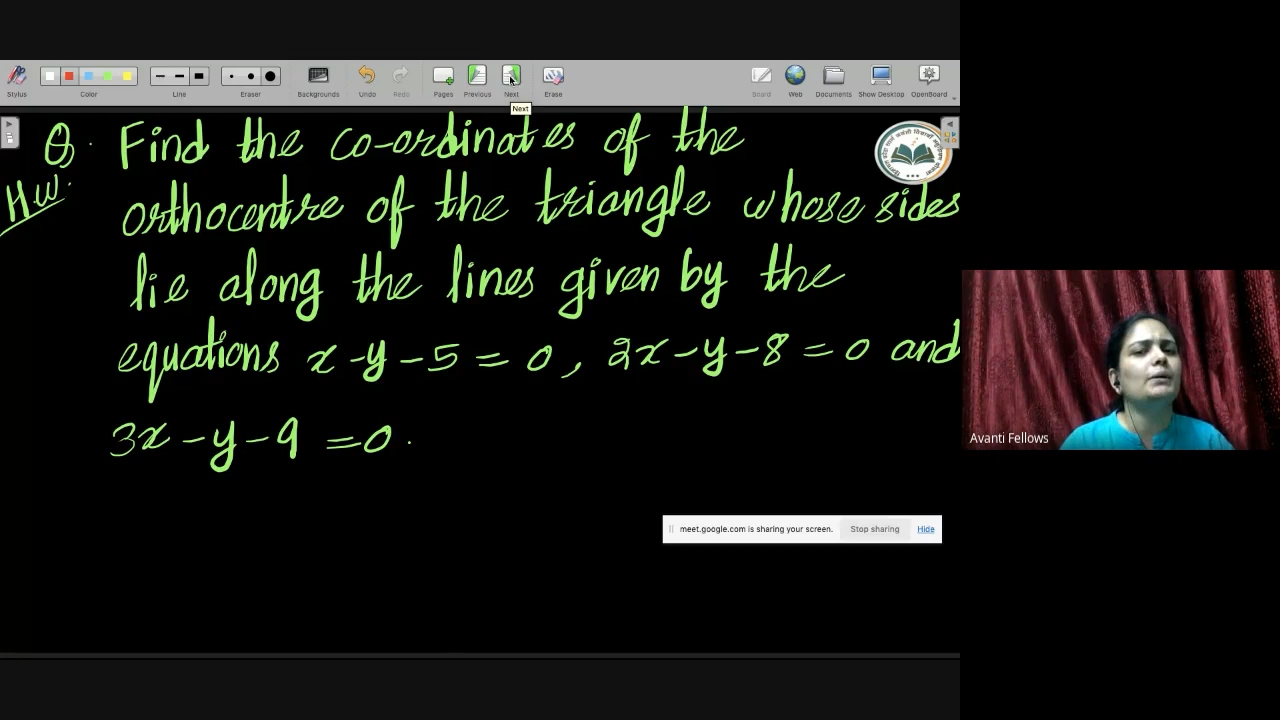 Stylus Color Line Eraser Backgrounds Undo Redo Pages Previous Next Erase Board Web Documents Show Desktop OpenBoard
Next
Q. Find the co-ordinates of the
H.W. orthocentre of the triangle whose sides
lie along the lines given by the
equations x - y - 5 = 0, 2x - y - 8 = 0 and
3x - y - 9 = 0.
Avanti Fellows
meet.google.com is sharing your screen. Stop sharing Hide